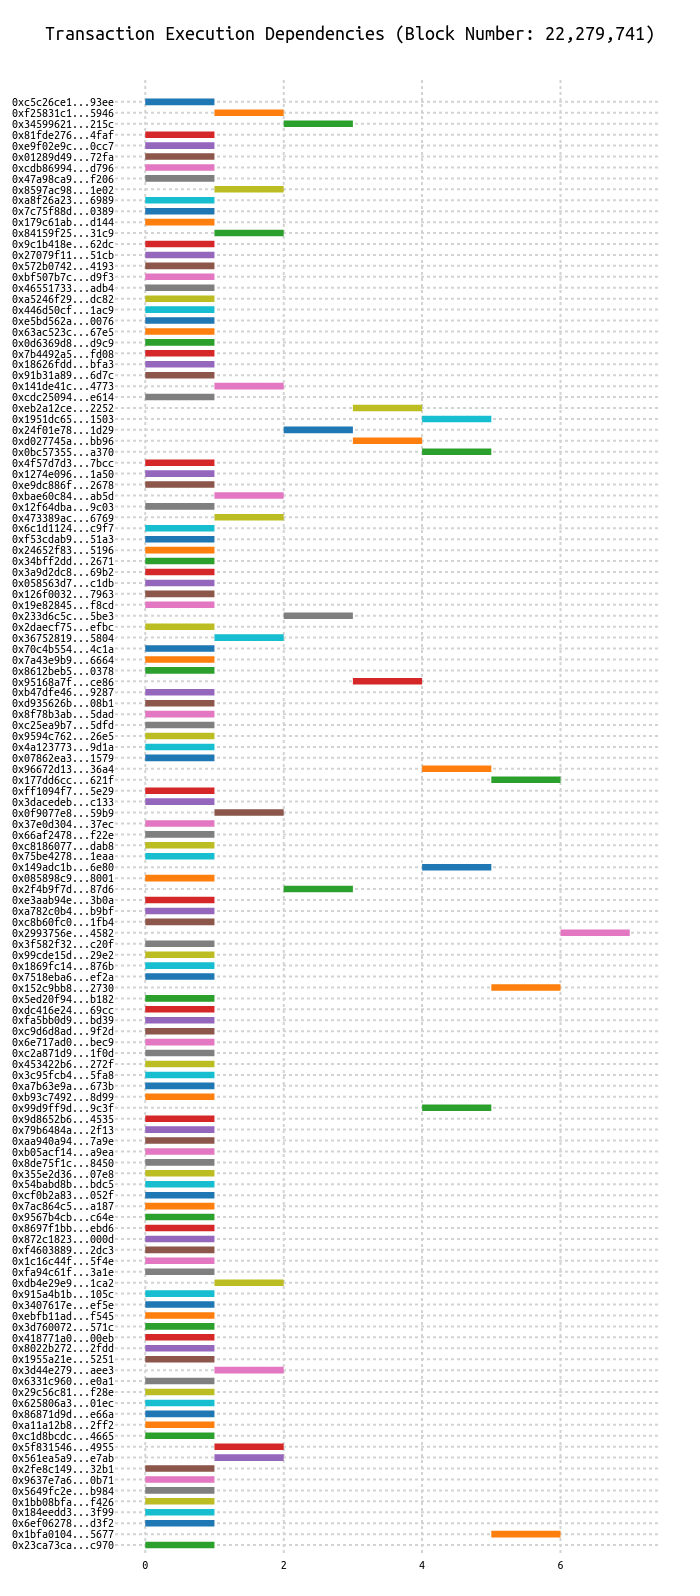 Transaction Execution Dependencies (Block Number: 22,279,741)
0xc5c26ce1...93ee
0xf25831c1...5946
0x34599621...215c
0x81fde276...4faf
0xe9f02e9c...0cc7
0x01289d49...72fa
0xcdb86994...d796
0x47a98ca9...f206
0x8597ac98...1e02
0xa8f26a23...6989
0x7c75f88d...0389
0x179c61ab...d144
0x84159f25...31c9
0x9c1b418e...62dc
0x27079f11...51cb
0x572b0742...4193
0xbf507b7c...d9f3
0x46551733...adb4
0xa5246f29...dc82
0x446d50cf...1ac9
0xe5bd562a...0076
0x63ac523c...67e5
0x0d6369d8...d9c9
0x7b4492a5...fd08
0x18626fdd...bfa3
0x91b31a89...6d7c
0x141de41c...4773
0xcdc25094...e614
0xeb2a12ce...2252
0x1951dc65...1503
0x24f01e78...1d29
0xd027745a...bb96
0x0bc57355...a370
0x4f57d7d3...7bcc
0x1274e096...1a50
0xe9dc886f...2678
0xbae60c84...ab5d
0x12f64dba...9c03
0x473389ac...6769
0x6c1d1124...c9f7
0xf53cdab9...51a3
0x24652f83...5196
0x34bff2dd...2671
0x3a9d2dc8...69b2
0x058563d7...c1db
0x126f0032...7963
0x19e82845...f8cd
0x233d6c5c...5be3
0x2daecf75...efbc
0x36752819...5804
0x70c4b554...4c1a
0x7a43e9b9...6664
0x8612beb5...0378
0x95168a7f...ce86
0xb47dfe46...9287
0xd935626b...08b1
0x8f78b3ab...5dad
0xc25ea9b7...5dfd
0x9594c762...26e5
0x4a123773...9d1a
0x07862ea3...1579
0x96672d13...36a4
0x177dd6cc...621f
0xff1094f7...5e29
0x3dacedeb...c133
0x0f9077e8...59b9
0x37e0d304...37ec
0x66af2478...f22e
0xc8186077...dab8
0x75be4278...1eaa
0x149adc1b...6e80
0x085898c9...8001
0x2f4b9f7d...87d6
0xe3aab94e...3b0a
0xa782c0b4...b9bf
0xc8b60fc0...1fb4
0x2993756e...4582
0x3f582f32...c20f
0x99cde15d...29e2
0x1869fc14...876b
0x7518eba6...ef2a
0x152c9bb8...2730
0x5ed20f94...b182
0xdc416e24...69cc
0xfa5bb0d9...bd39
0xc9d6d8ad...9f2d
0x6e717ad0...bec9
0xc2a871d9...1f0d
0x453422b6...272f
0x3c95fcb4...5fa8
0xa7b63e9a...673b
0xb93c7492...8d99
0x99d9ff9d...9c3f
0x9d8652b6...4535
0x79b6484a...2f13
0xaa940a94...7a9e
0xb05acf14...a9ea
0x8de75f1c...8450
0x355e2d36...07e8
0x54babd8b...bdc5
0xcf0b2a83...052f
0x7ac864c5...a187
0x9567b4cb...c64e
0x8697f1bb...ebd6
0x872c1823...000d
0xf4603889...2dc3
0x1c16c44f...5f4e
0xfa94c61f...3a1e
0xdb4e29e9...1ca2
0x915a4b1b...105c
0x3407617e...ef5e
0xebfb11ad...f545
0x3d760072...571c
0x418771a0...00eb
0x8022b272...2fdd
0x1955a21e...5251
0x3d44e279...aee3
0x6331c960...e0a1
0x29c56c81...f28e
0x625806a3...01ec
0x86871d9d...e66a
0xa11a12b8...2ff2
0xc1d8bcdc...4665
0x5f831546...4955
0x561ea5a9...e7ab
0x2fe8c149...32b1
0x9637e7a6...0b71
0x5649fc2e...b984
0x1bb08bfa...f426
0x184eedd3...3f99
0x6ef06278...d3f2
0x1bfa0104...5677
0x23ca73ca...c970
0 2 4 6